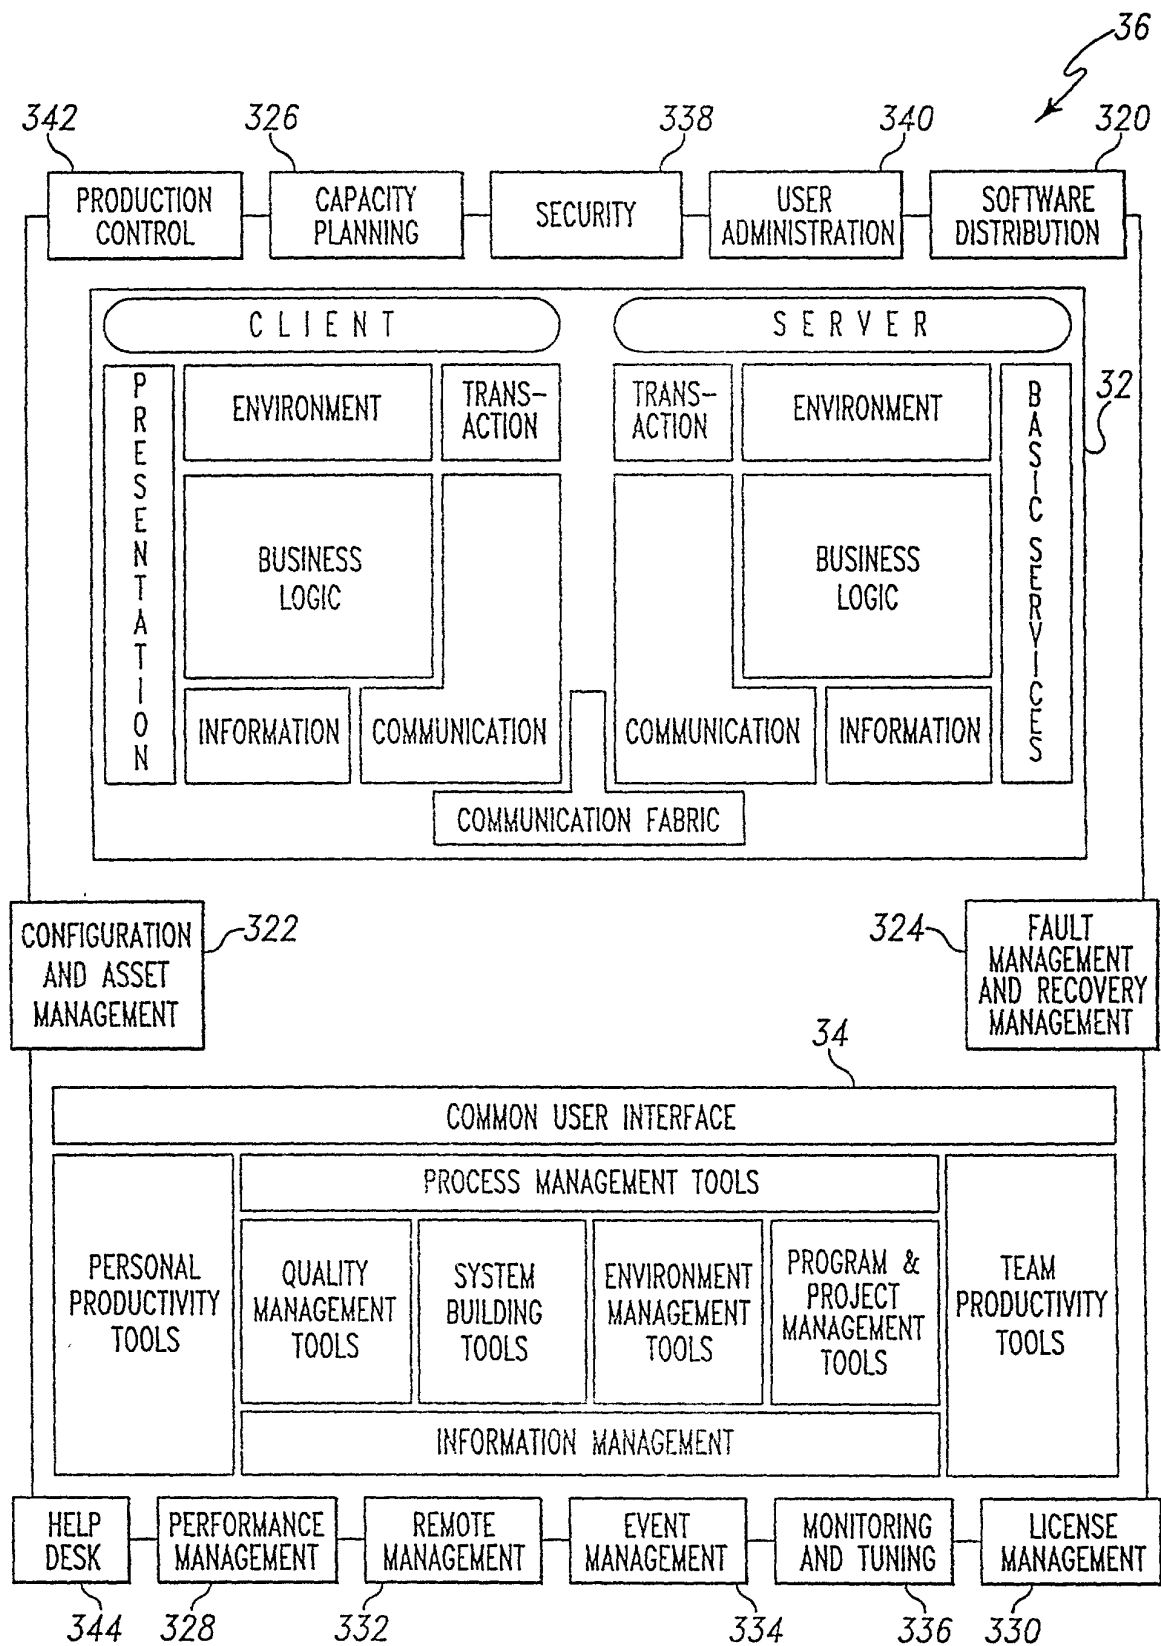 36
342
326
338
340
320
PRODUCTION
CONTROL
CAPACITY
PLANNING
SECURITY
USER
ADMINISTRATION
SOFTWARE
DISTRIBUTION
CLIENT
SERVER
PRESENTATION
ENVIRONMENT
TRANS-
ACTION
TRANS-
ACTION
ENVIRONMENT
BASIC SERVICES
32
BUSINESS
LOGIC
BUSINESS
LOGIC
INFORMATION
COMMUNICATION
COMMUNICATION
INFORMATION
COMMUNICATION FABRIC
CONFIGURATION
AND ASSET
MANAGEMENT
322
324
FAULT
MANAGEMENT
AND RECOVERY
MANAGEMENT
34
COMMON USER INTERFACE
PROCESS MANAGEMENT TOOLS
PERSONAL
PRODUCTIVITY
TOOLS
QUALITY
MANAGEMENT
TOOLS
SYSTEM
BUILDING
TOOLS
ENVIRONMENT
MANAGEMENT
TOOLS
PROGRAM &
PROJECT
MANAGEMENT
TOOLS
TEAM
PRODUCTIVITY
TOOLS
INFORMATION MANAGEMENT
HELP
DESK
PERFORMANCE
MANAGEMENT
REMOTE
MANAGEMENT
EVENT
MANAGEMENT
MONITORING
AND TUNING
LICENSE
MANAGEMENT
344
328
332
334
336
330